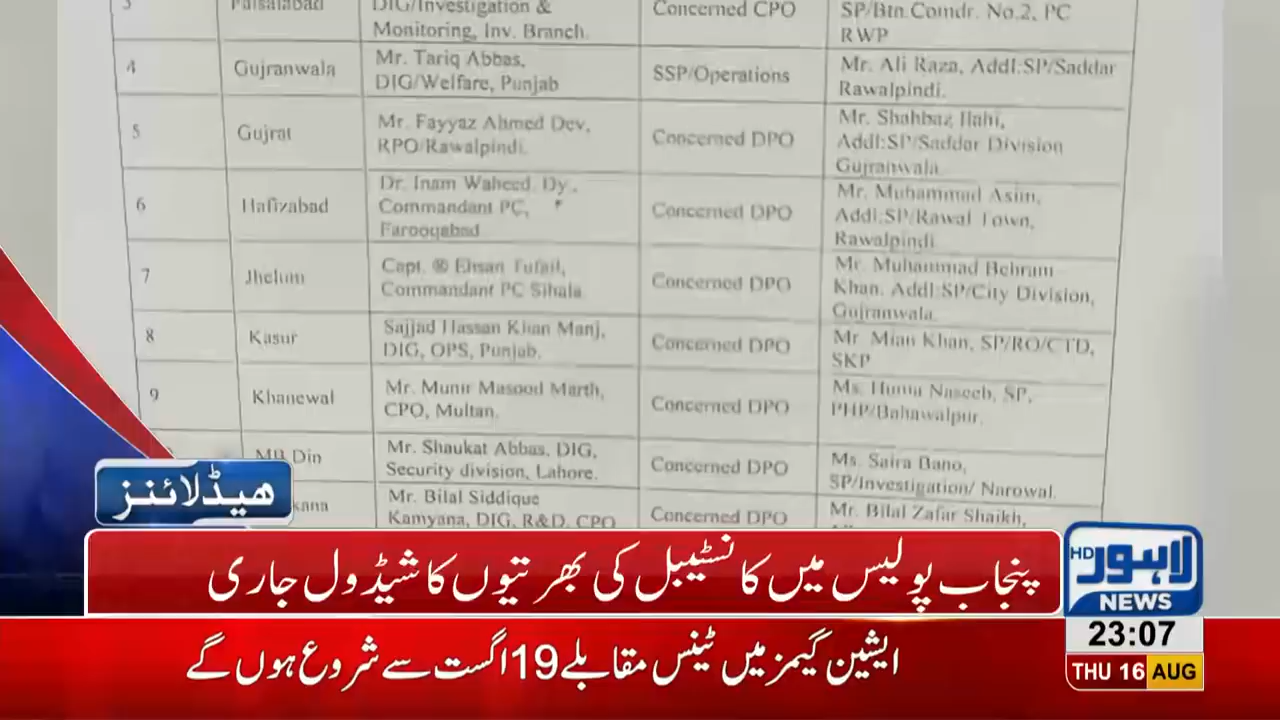 3
Faisalabad
DIG/Investigation &
Monitoring, Inv. Branch.
Concerned CPO
SP/Btn.Comdr. No.2, PC
RWP
4
Gujranwala
Mr. Tariq Abbas,
DIG/Welfare, Punjab
SSP/Operations
Mr. Ali Raza, Addl:SP/Saddar
Rawalpindi.
5
Gujrat
Mr. Fayyaz Ahmed Dev,
RPO/Rawalpindi.
Concerned DPO
Mr. Shahbaz Ilahi,
Addl:SP/Saddar Division
Gujranwala.
6
Hafizabad
Dr. Inam Waheed. Dy.
Commandant PC,
Farooqabad
Concerned DPO
Mr. Muhammad Asim,
Addl:SP/Rawal Town,
Rawalpindi
7
Jhelum
Capt. ® Ehsan Tufail,
Commandant PC Sihala.
Concerned DPO
Mr. Muhammad Behram
Khan. Addl:SP/City Division,
Gujranwala.
8
Kasur
Sajjad Hassan Khan Manj,
DIG, OPS, Punjab.
Concerned DPO
Mr. Mian Khan, SP/RO/CTD,
SKP
9
Khanewal
Mr. Munir Masood Marth,
CPO, Multan.
Concerned DPO
Ms. Huma Naseeb, SP,
PHP/Bahawalpur.
MB Din
Mr. Shaukat Abbas, DIG,
Security division, Lahore.
Concerned DPO
Ms. Saira Bano,
SP/Investigation/ Narowal.
kana
Mr. Bilal Siddique
Kamyana, DIG, R&D, CPO
Concerned DPO
Mr. Bilal Zafar Shaikh,
ہیڈلائنز
پنجاب پولیس میں کانسٹیبل کی بھرتیوں کا شیڈول جاری
ایشین گیمز میں ٹینس مقابلے 19 اگست سے شروع ہوں گے
HD لاہور
NEWS
23:07
THU 16 AUG